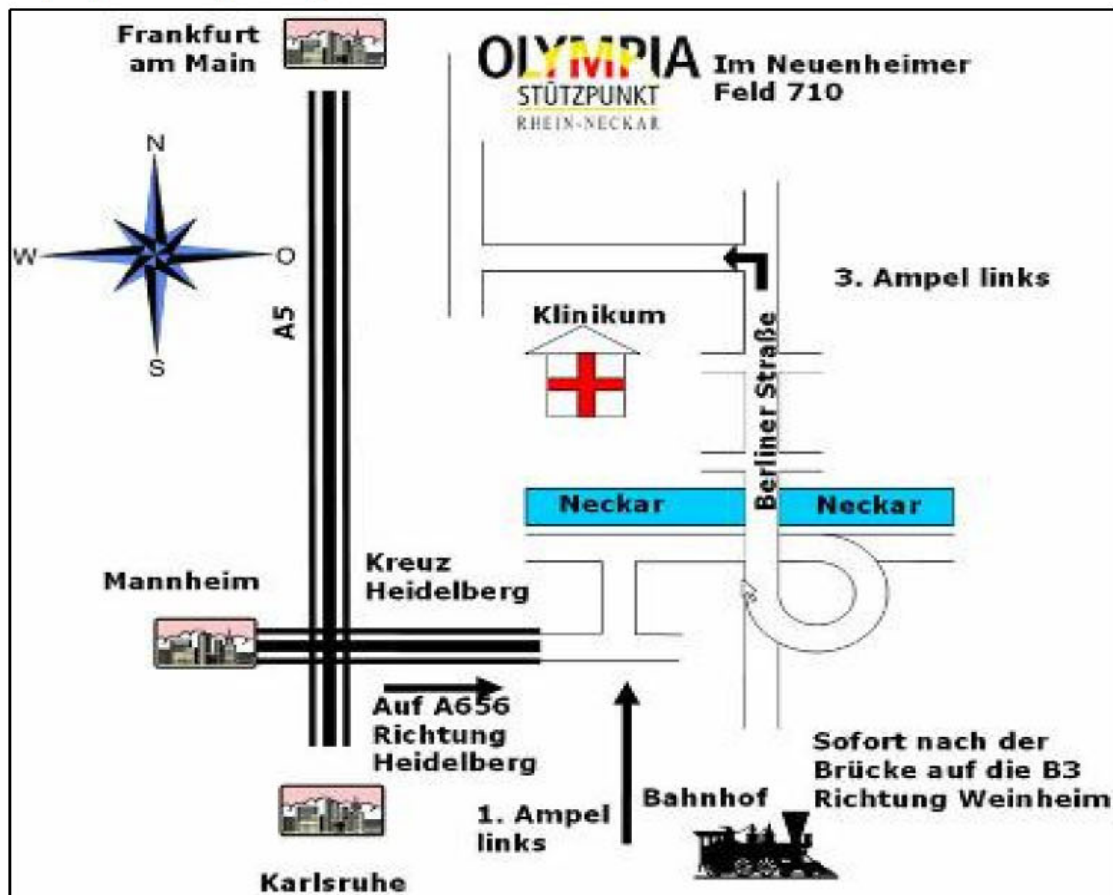 Frankfurt
am Main
OLYMPIA
STÜTZPUNKT
RHEIN-NECKAR
Im Neuenheimer
Feld 710
N
W
O
S
A5
3. Ampel links
Klinikum
Berliner Straße
Neckar
Neckar
Kreuz
Heidelberg
Mannheim
Auf A656
Richtung
Heidelberg
1. Ampel
links
Bahnhof
Sofort nach der
Brücke auf die B3
Richtung Weinheim
Karlsruhe